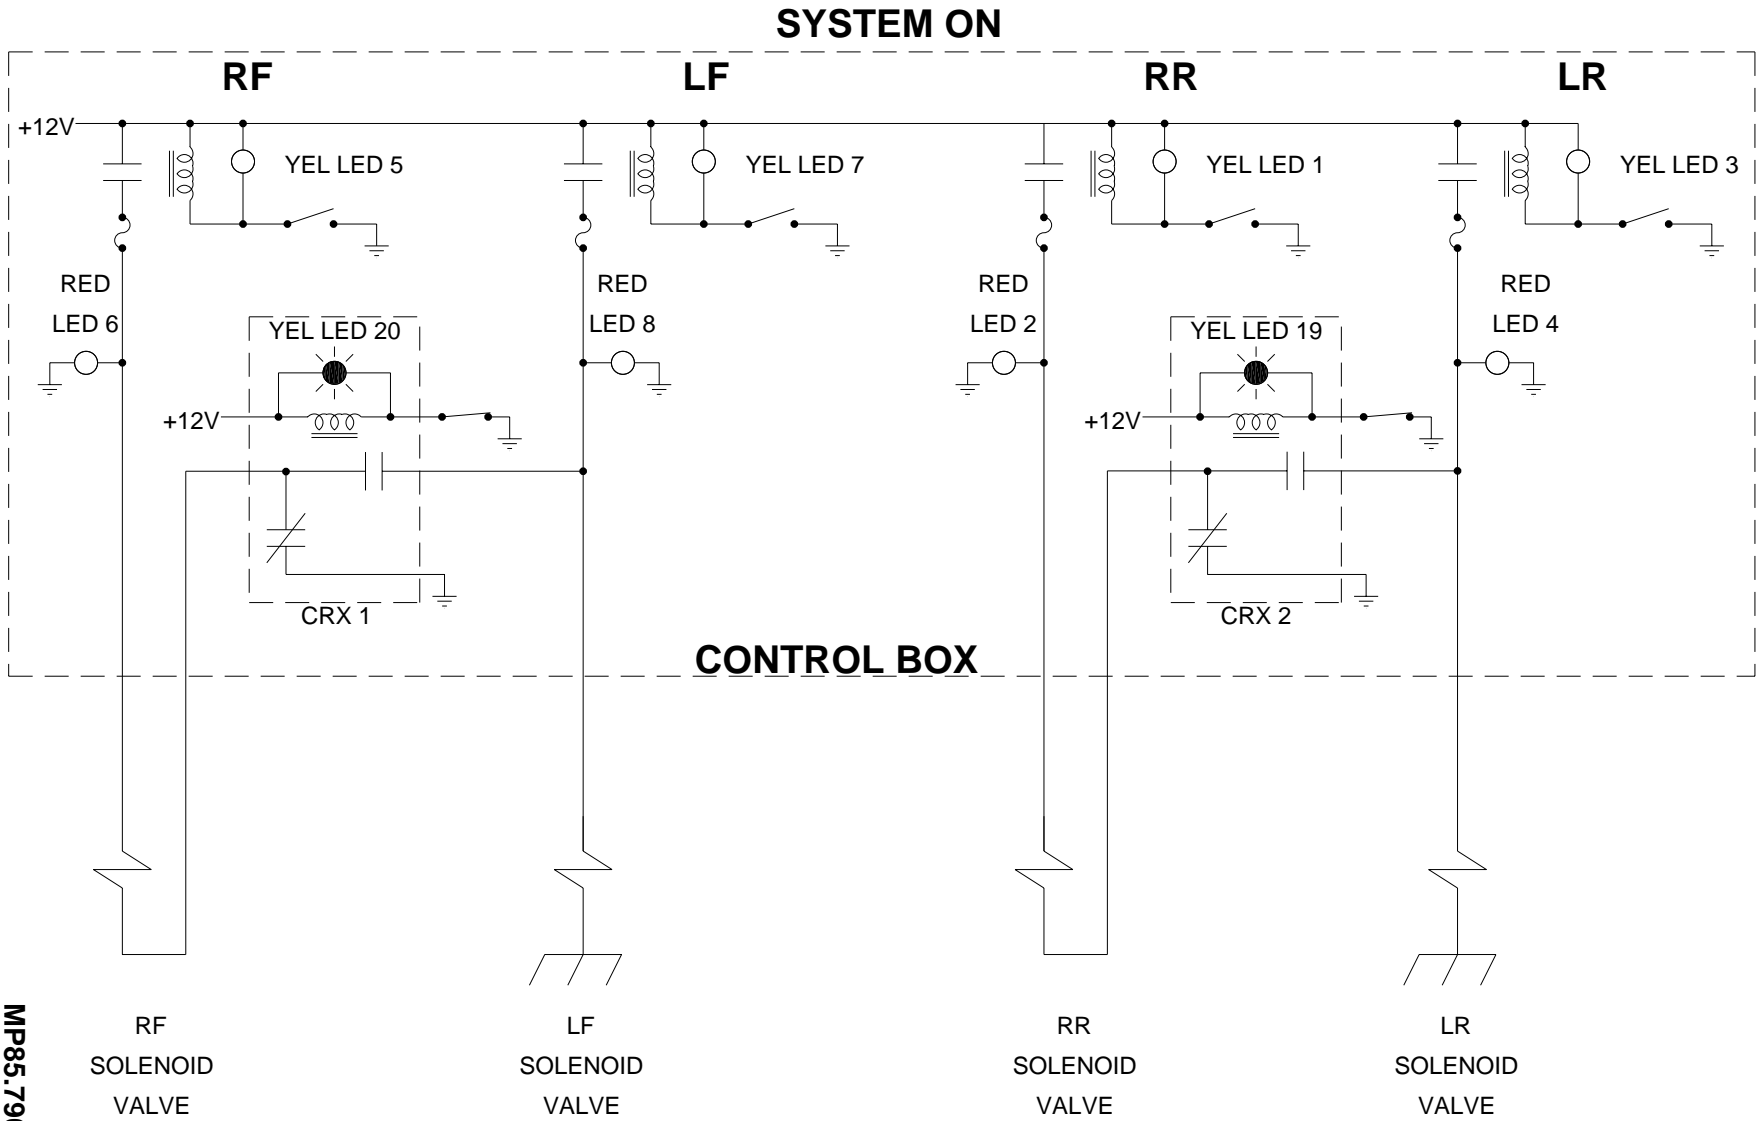 SYSTEM ON
RF LF RR LR
+12V
YEL LED 5 YEL LED 7 YEL LED 1 YEL LED 3
RED RED RED RED
LED 6 LED 8 LED 2 LED 4
YEL LED 20 YEL LED 19
+12V +12V
CRX 1 CRX 2
CONTROL BOX
RF LF RR LR
SOLENOID SOLENOID SOLENOID SOLENOID
VALVE VALVE VALVE VALVE
MP85.790